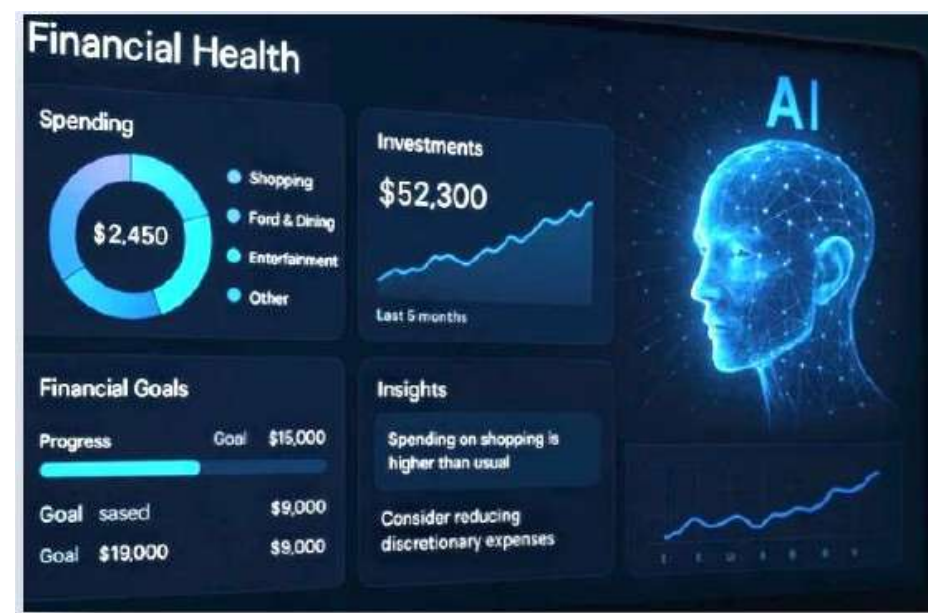 Financial Health
AI
Spending
$2,450
Shopping
Ford & Dining
Entorfainment
Other
Investments
$52,300
Last 5 months
Financial Goals
Progress Goal $15,000
Goal sased $9,000
Goal $19,000 $9,000
Insights
Spending on shopping is
higher than usual
Consider reducing
discretionary expenses